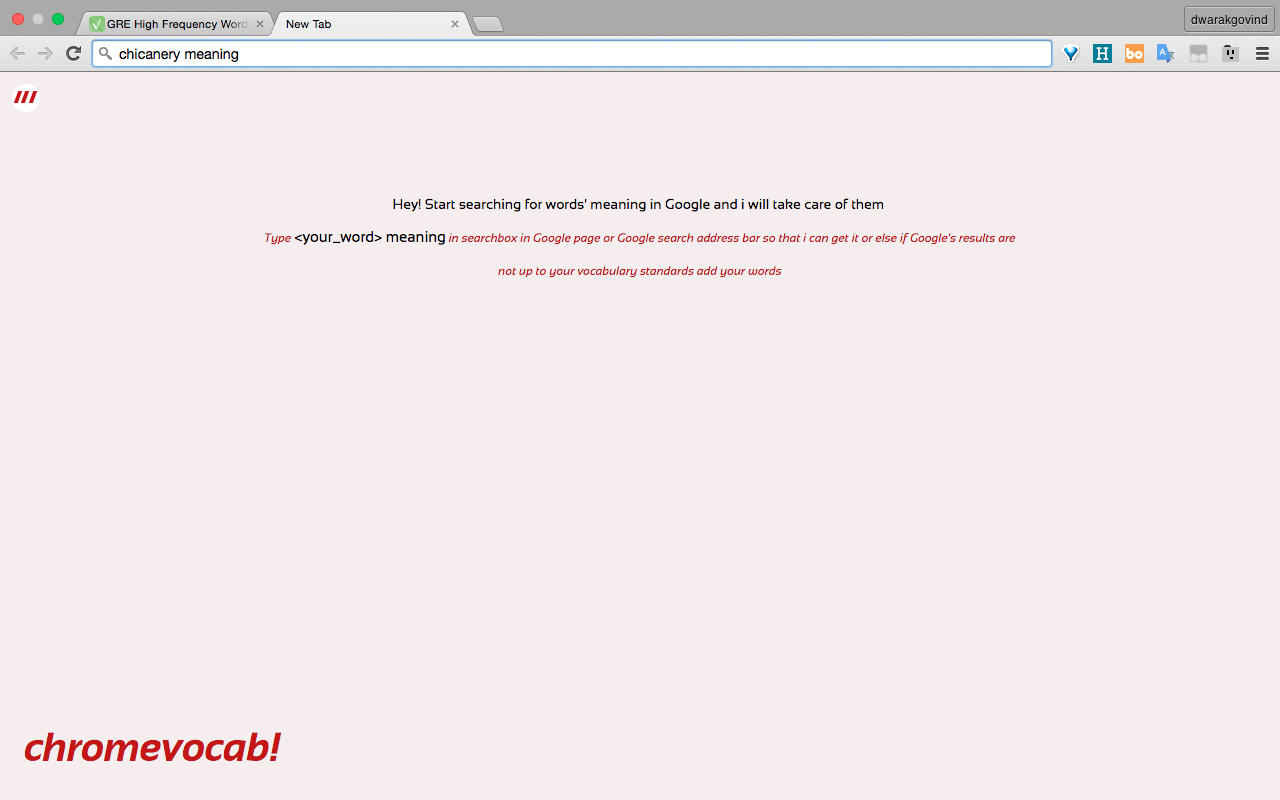 GRE High Frequency Word
New Tab
dwarakgovind
chicanery meaning
H
bo
A
Hey! Start searching for words' meaning in Google and i will take care of them
Type <your_word> meaning in searchbox in Google page or Google search address bar so that i can get it or else if Google's results are
not up to your vocabulary standards add your words
chromevocab!